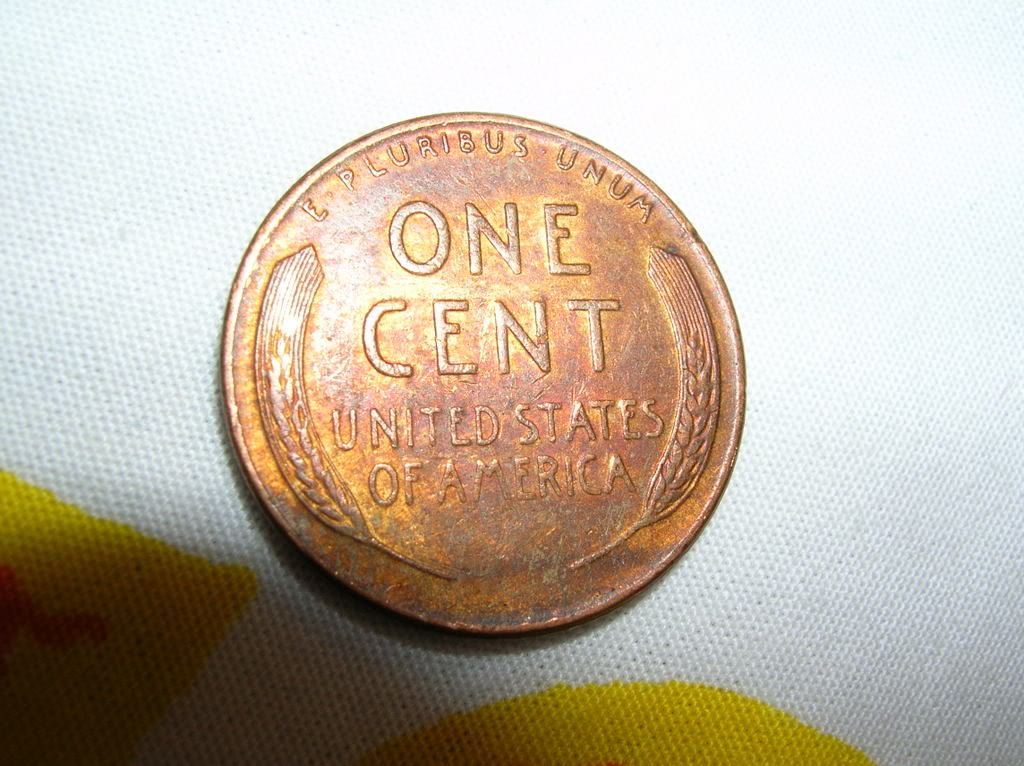 E · PLURIBUS · UNUM
ONE
CENT
UNITED STATES
OF AMERICA